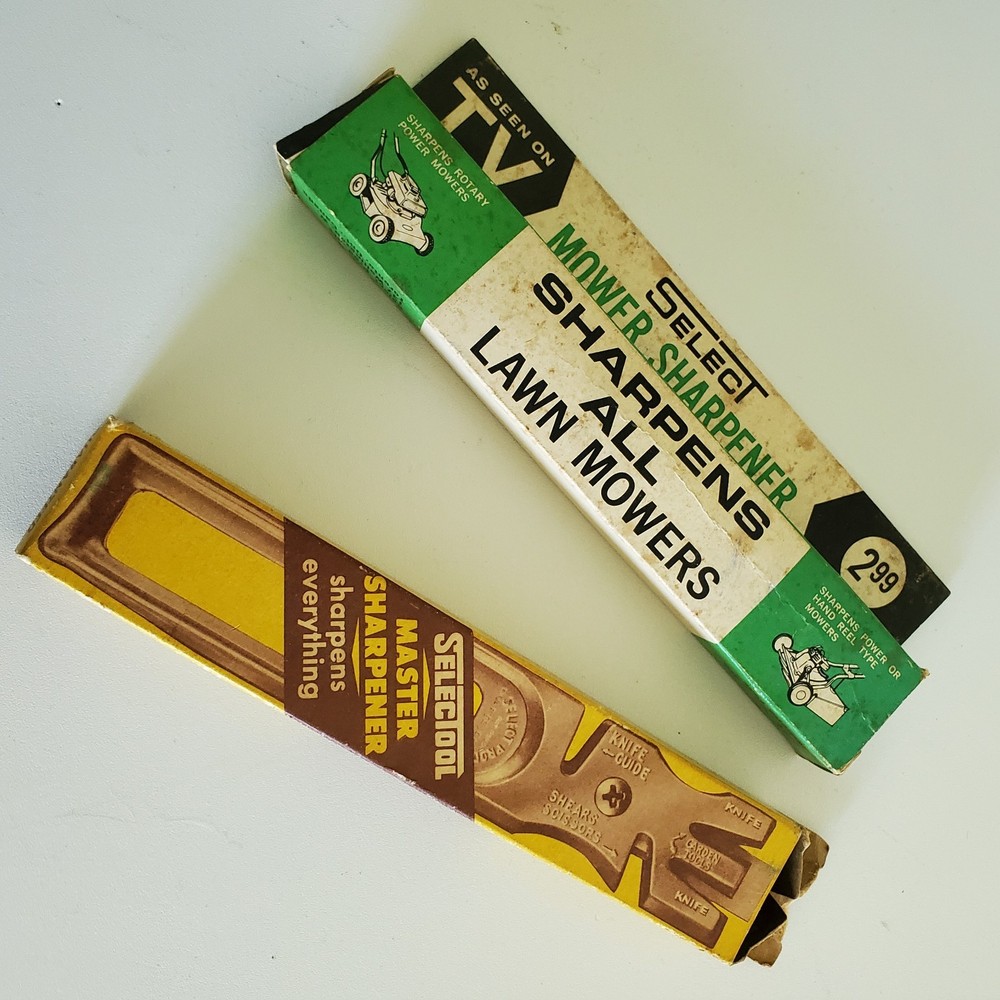 AS SEEN ON
TV
SHARPENS ROTARY
POWER MOWERS
SELECT
MOWER SHARPENER
SHARPENS
ALL
LAWN MOWERS
2.99
SHARPENS POWER OR
HAND REEL TYPE
MOWERS
SELECTOOL
MASTER
SHARPENER
sharpens
everything
KNIFE
GUIDE
SHEARS
SCISSORS
KNIFE
GARDEN
TOOLS
KNIFE